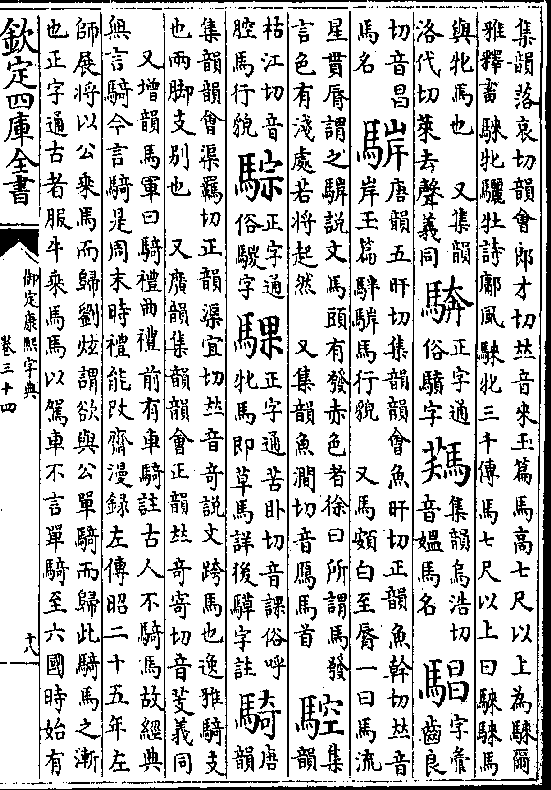 集韻落哀切韻會郎才切𠀤音來玉篇馬高七尺以上為騋爾
雅釋畜騋牝驪牡詩鄘風騋牝三千傳馬七尺以上曰騋騋馬
與牝馬也 又集韻
洛代切萊去聲義同
正字通
俗驥字
集韻烏浩切
音媼馬名
䮖
字彙
齒良
切音昌
馬名
䮗
唐韻五旰切集韻韻會魚旰切正韻魚幹切𠀤音
岸玉篇䮗馬行貌 又馬頰白至脣一曰馬流
星貫脣謂之䮗說文馬頭有發赤色者徐曰所謂馬發
言色有淺處若將起然 又集韻魚澗切音鴈馬首
集
韻
枯江切音
腔馬行貌
騌
正字通
俗騣字
騍
正字通苦卧切音課俗呼
牝馬即草馬詳後騲字註
騎
唐
韻
集韻韻會渠羈切正韻渠宜切𠀤音奇說文跨馬也逸雅騎支
也兩脚支別也 又廣韻集韻韻會正韻𠀤奇寄切音芰義同
又增韻馬軍曰騎禮曲禮前有車騎註古人不騎馬故經典
無言騎今言騎是周末時禮能改齊漫錄左傳昭二十五年左
師展將以公乘馬而歸劉炫謂欲與公單騎而歸此騎馬之漸
也正字通古者服牛乘馬馬以駕車不言單騎至六國時始有
欽定四庫全書
御定康熙字典
卷三十四